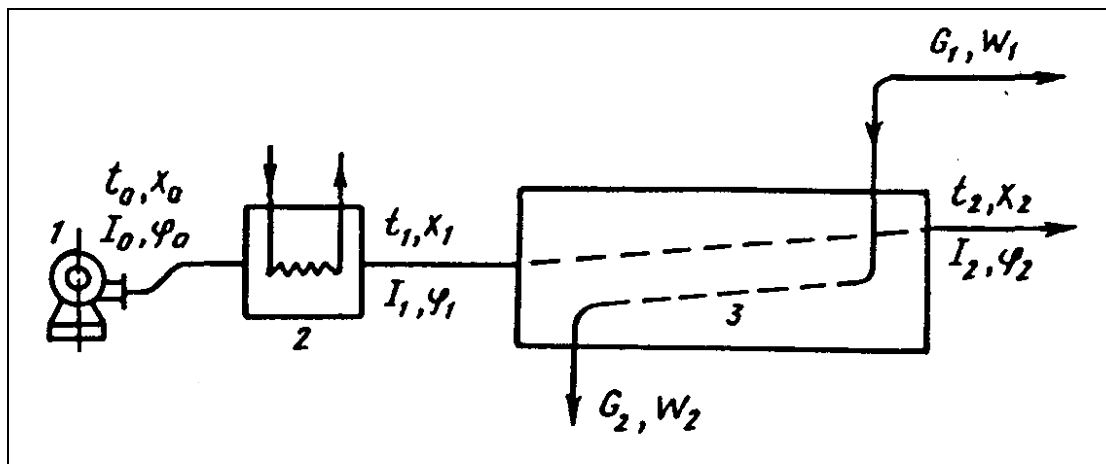 G₁, W₁
t₀, x₀
I₀, φ₀
1
t₁, x₁
I₁, φ₁
2
t₂, x₂
I₂, φ₂
3
G₂, W₂